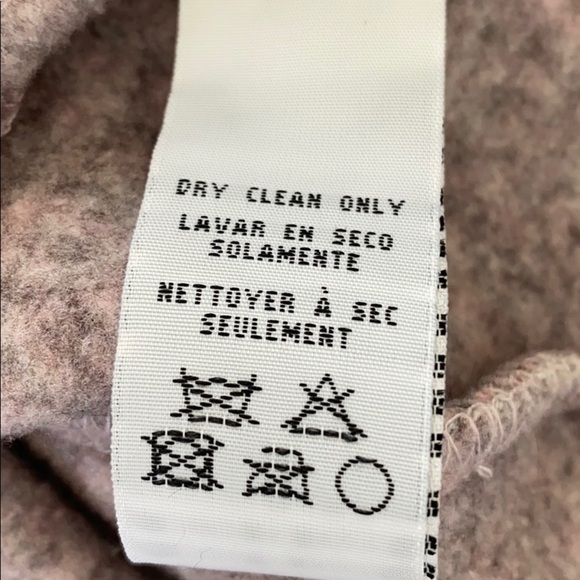 DRY CLEAN ONLY
LAVAR EN SECO
SOLAMENTE
NETTOYER À SEC
SEULEMENT